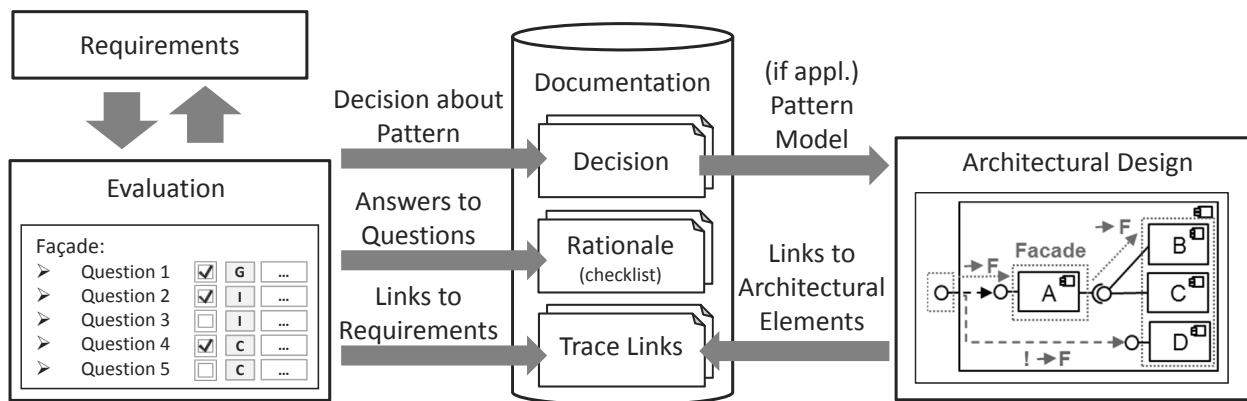 Requirements
Evaluation
Façade:
➢ Question 1 G ...
➢ Question 2 I ...
➢ Question 3 I ...
➢ Question 4 C ...
➢ Question 5 C ...
Decision about
Pattern
Answers to
Questions
Links to
Requirements
Documentation
Decision
Rationale
(checklist)
Trace Links
(if appl.)
Pattern
Model
Links to
Architectural
Elements
Architectural Design
F
Facade
F
A
B
C
D
! F